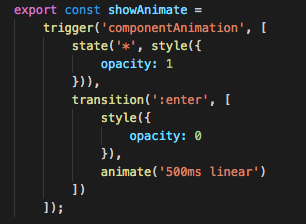 export const showAnimate =
    trigger('componentAnimation', [
        state('*', style({
            opacity: 1
        })),
        transition(':enter', [
            style({
                opacity: 0
            }),
            animate('500ms linear')
        ])
    ]);